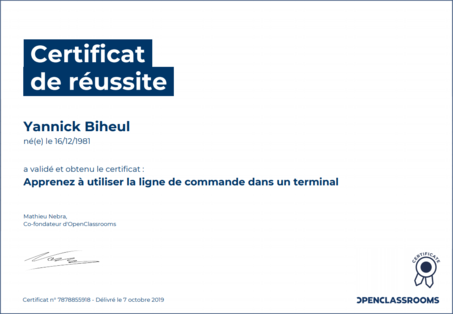 Certificat
de réussite
Yannick Biheul
né(e) le 16/12/1981
a validé et obtenu le certificat :
Apprenez à utiliser la ligne de commande dans un terminal
Mathieu Nebra,
Co-fondateur d'OpenClassrooms
CERTIFICATE
Certificat n° 7878855918 - Délivré le 7 octobre 2019
OPENCLASSROOMS